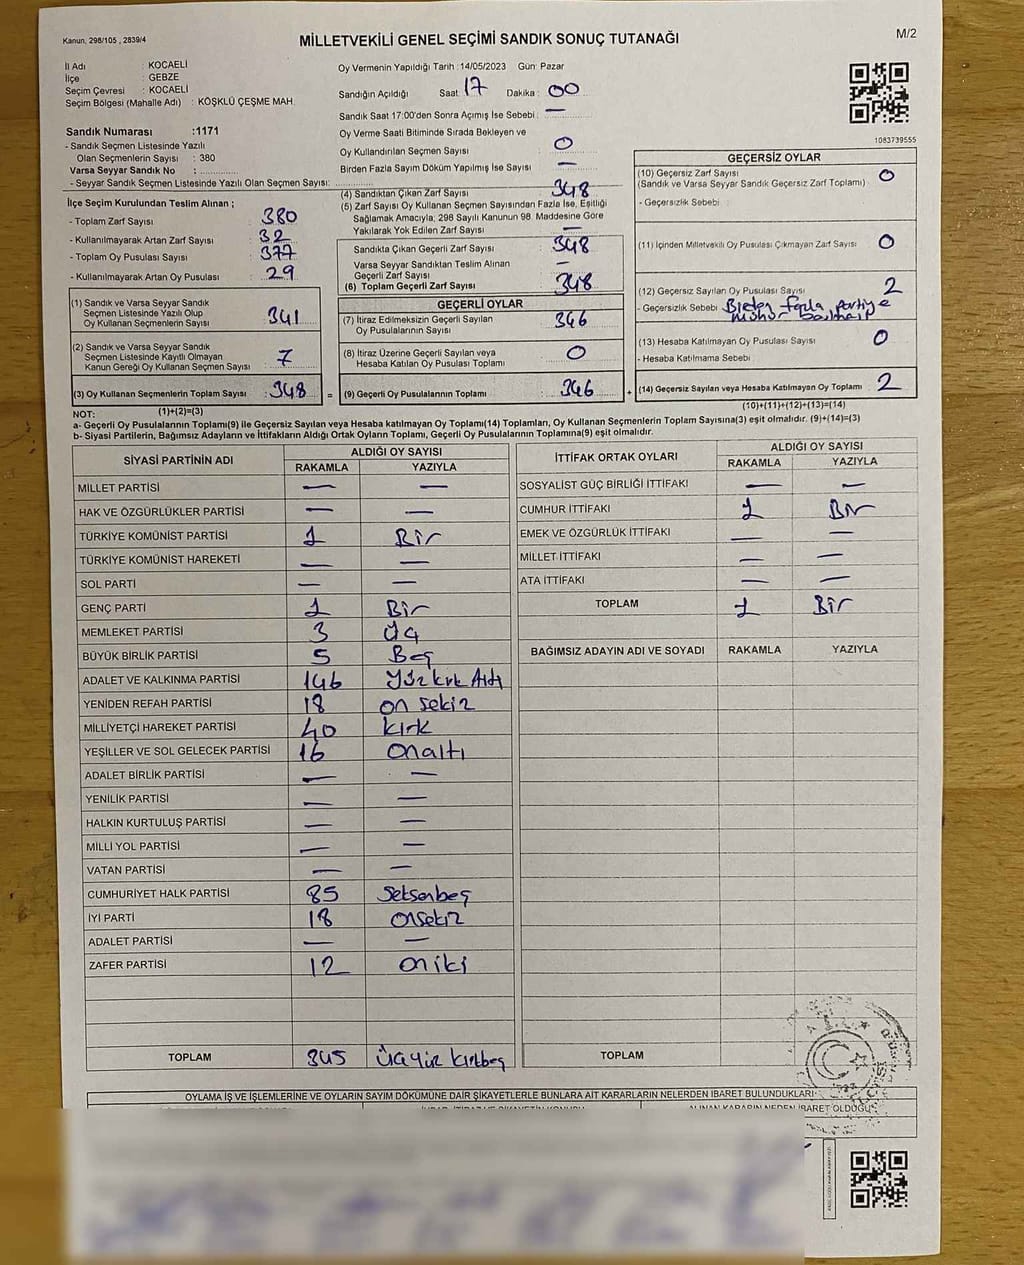 Kanun, 298/105 , 2839/4
MİLLETVEKİLİ GENEL SEÇİMİ SANDIK SONUÇ TUTANAĞI
M/2
İl Adı : KOCAELİ
İlçe : GEBZE
Seçim Çevresi : KOCAELİ
Seçim Bölgesi (Mahalle Adı) : KÖŞKLÜ ÇEŞME MAH.
Sandık Numarası :1171
- Sandık Seçmen Listesinde Yazılı
Olan Seçmenlerin Sayısı : 380
Varsa Seyyar Sandık No :
- Seyyar Sandık Seçmen Listesinde Yazılı Olan Seçmen Sayısı:
Oy Vermenin Yapıldığı Tarih :14/05/2023 Gün: Pazar
Sandığın Açıldığı Saat: 17 Dakika : 00
Sandık Saat 17:00'den Sonra Açımış İse Sebebi : —
Oy Verme Saati Bitiminde Sırada Bekleyen ve
Oy Kullandırılan Seçmen Sayısı : 0
Birden Fazla Sayım Döküm Yapılmış İse Sayısı : —
1083739555
İlçe Seçim Kurulundan Teslim Alınan ;
- Toplam Zarf Sayısı : 380
- Kullanılmayarak Artan Zarf Sayısı : 32
- Toplam Oy Pusulası Sayısı : 377
- Kullanılmayarak Artan Oy Pusulası : 29
(1) Sandık ve Varsa Seyyar Sandık
Seçmen Listesinde Yazılı Olup
Oy Kullanan Seçmenlerin Sayısı : 341
(2) Sandık ve Varsa Seyyar Sandık
Seçmen Listesinde Kayıtlı Olmayan
Kanun Gereği Oy Kullanan Seçmen Sayısı : 7
(3) Oy Kullanan Seçmenlerin Toplam Sayısı : 348
(1)+(2)=(3)
(4) Sandıktan Çıkan Zarf Sayısı : 348
(5) Zarf Sayısı Oy Kullanan Seçmen Sayısından Fazla İse, Eşitliği
Sağlamak Amacıyla; 298 Sayılı Kanunun 98. Maddesine Göre
Yakılarak Yok Edilen Zarf Sayısı : —
Sandıkta Çıkan Geçerli Zarf Sayısı : 348
Varsa Seyyar Sandıktan Teslim Alınan
Geçerli Zarf Sayısı : —
(6) Toplam Geçerli Zarf Sayısı : 348
GEÇERLİ OYLAR
(7) İtiraz Edilmeksizin Geçerli Sayılan
Oy Pusulalarının Sayısı : 346
(8) İtiraz Üzerine Geçerli Sayılan veya
Hesaba Katılan Oy Pusulası Toplamı : 0
= (9) Geçerli Oy Pusulalarının Toplamı : 346 +
GEÇERSİZ OYLAR
(10) Geçersiz Zarf Sayısı : 0
(Sandık ve Varsa Seyyar Sandık Geçersiz Zarf Toplamı)
- Geçersizlik Sebebi :
(11) İçinden Milletvekili Oy Pusulası Çıkmayan Zarf Sayısı : 0
(12) Geçersiz Sayılan Oy Pusulası Sayısı : 2
- Geçersizlik Sebebi : Birden fazla partiye
mühür
(13) Hesaba Katılmayan Oy Pusulası Sayısı : 0
- Hesaba Katılmama Sebebi :
(14) Geçersiz Sayılan veya Hesaba Katılmayan Oy Toplamı : 2
(10)+(11)+(12)+(13)=(14)
NOT:
a- Geçerli Oy Pusulalarının Toplamı(9) ile Geçersiz Sayılan veya Hesaba katılmayan Oy Toplamı(14) Toplamları, Oy Kullanan Seçmenlerin Toplam Sayısına(3) eşit olmalıdır. (9)+(14)=(3)
b- Siyasi Partilerin, Bağımsız Adayların ve İttifakların Aldığı Ortak Oyların Toplamı, Geçerli Oy Pusulalarının Toplamına(9) eşit olmalıdır.
SİYASİ PARTİNİN ADI ALDIĞI OY SAYISI
RAKAMLA YAZIYLA
MİLLET PARTİSİ — —
HAK VE ÖZGÜRLÜKLER PARTİSİ — —
TÜRKİYE KOMÜNİST PARTİSİ 1 Bir
TÜRKİYE KOMÜNİST HAREKETİ — —
SOL PARTİ — —
GENÇ PARTİ 1 Bir
MEMLEKET PARTİSİ 3 Üç
BÜYÜK BİRLİK PARTİSİ 5 Beş
ADALET VE KALKINMA PARTİSİ 146 Yüzkırk Altı
YENİDEN REFAH PARTİSİ 18 on sekiz
MİLLİYETÇİ HAREKET PARTİSİ 40 kırk
YEŞİLLER VE SOL GELECEK PARTİSİ 16 onaltı
ADALET BİRLİK PARTİSİ — —
YENİLİK PARTİSİ — —
HALKIN KURTULUŞ PARTİSİ — —
MİLLİ YOL PARTİSİ — —
VATAN PARTİSİ — —
CUMHURİYET HALK PARTİSİ 85 Seksenbeş
İYİ PARTİ 18 Onsekiz
ADALET PARTİSİ — —
ZAFER PARTİSİ 12 oniki
TOPLAM 345 Üçyüz kırkbeş
İTTİFAK ORTAK OYLARI ALDIĞI OY SAYISI
RAKAMLA YAZIYLA
SOSYALİST GÜÇ BİRLİĞİ İTTİFAKI — —
CUMHUR İTTİFAKI 1 Bir
EMEK VE ÖZGÜRLÜK İTTİFAKI — —
MİLLET İTTİFAKI — —
ATA İTTİFAKI — —
TOPLAM 1 Bir
BAĞIMSIZ ADAYIN ADI VE SOYADI RAKAMLA YAZIYLA
TOPLAM
OYLAMA İŞ VE İŞLEMLERİNE VE OYLARIN SAYIM DÖKÜMÜNE DAİR ŞİKAYETLERLE BUNLARA AİT KARARLARIN NELERDEN İBARET BULUNDUKLARI
ALINAN KARARIN NEDEN İBARET OLDUĞU